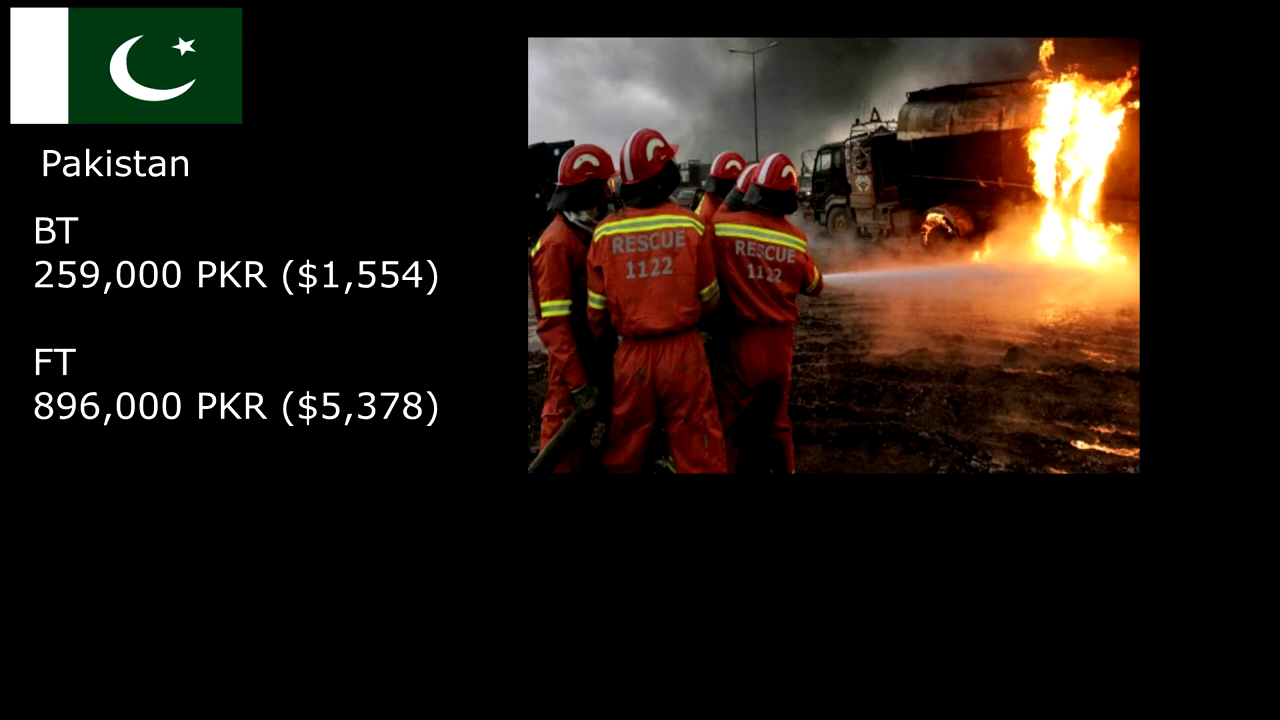 Pakistan
BT
259,000 PKR ($1,554)
FT
896,000 PKR ($5,378)
RESCUE
1122
RESCUE
1122